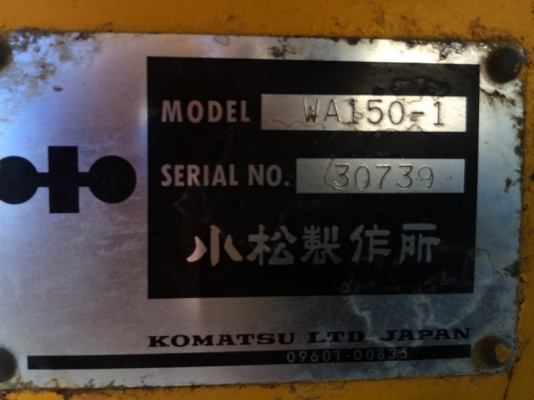 MODEL WA150-1
SERIAL NO. 30739
小松製作所
KOMATSU LTD JAPAN
09601-00835